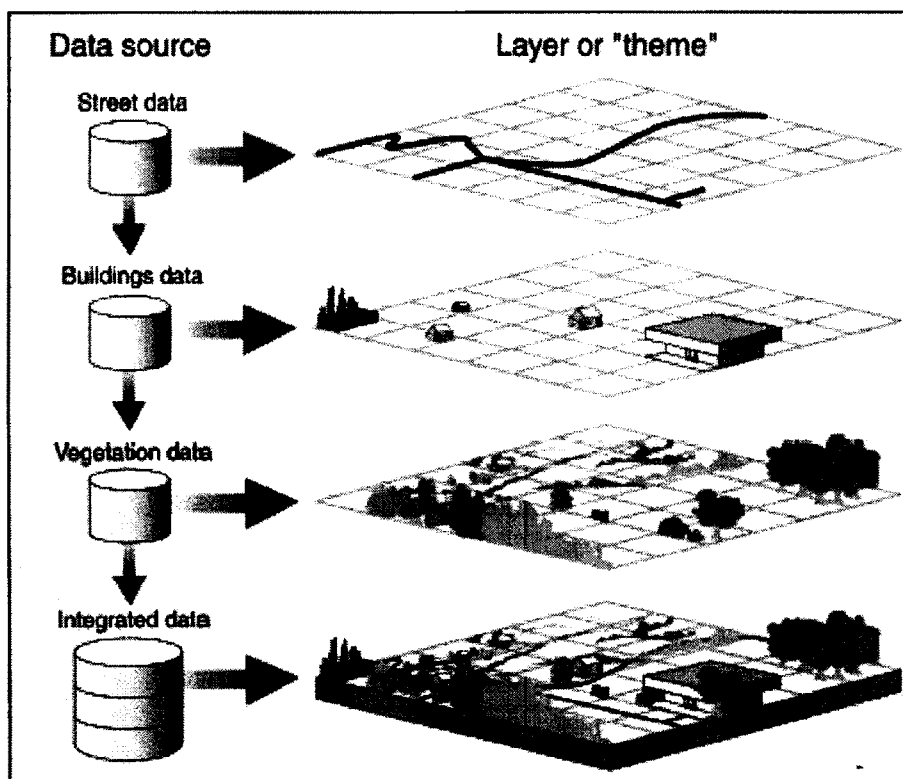 Data source
Layer or "theme"
Street data
Buildings data
Vegetation data
Integrated data